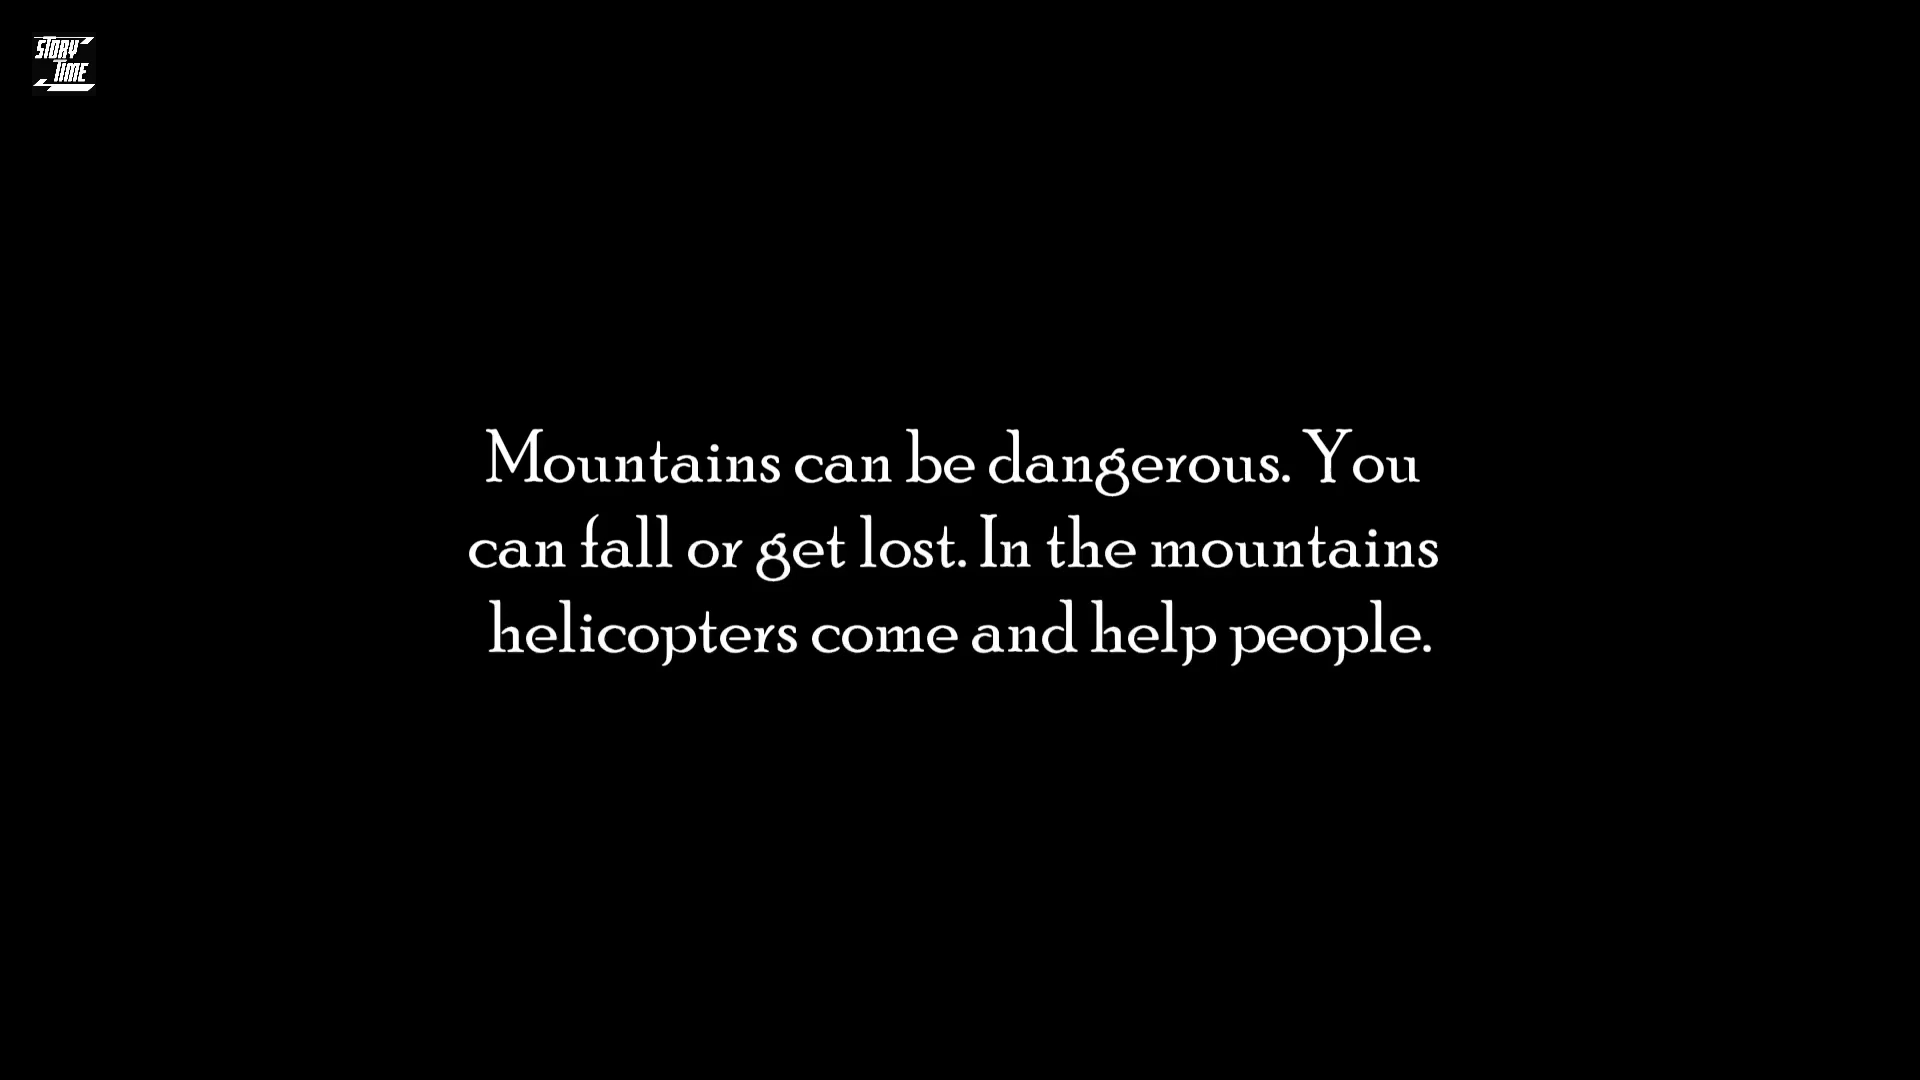 STORY
TIME
Mountains can be dangerous. You
can fall or get lost. In the mountains
helicopters come and help people.